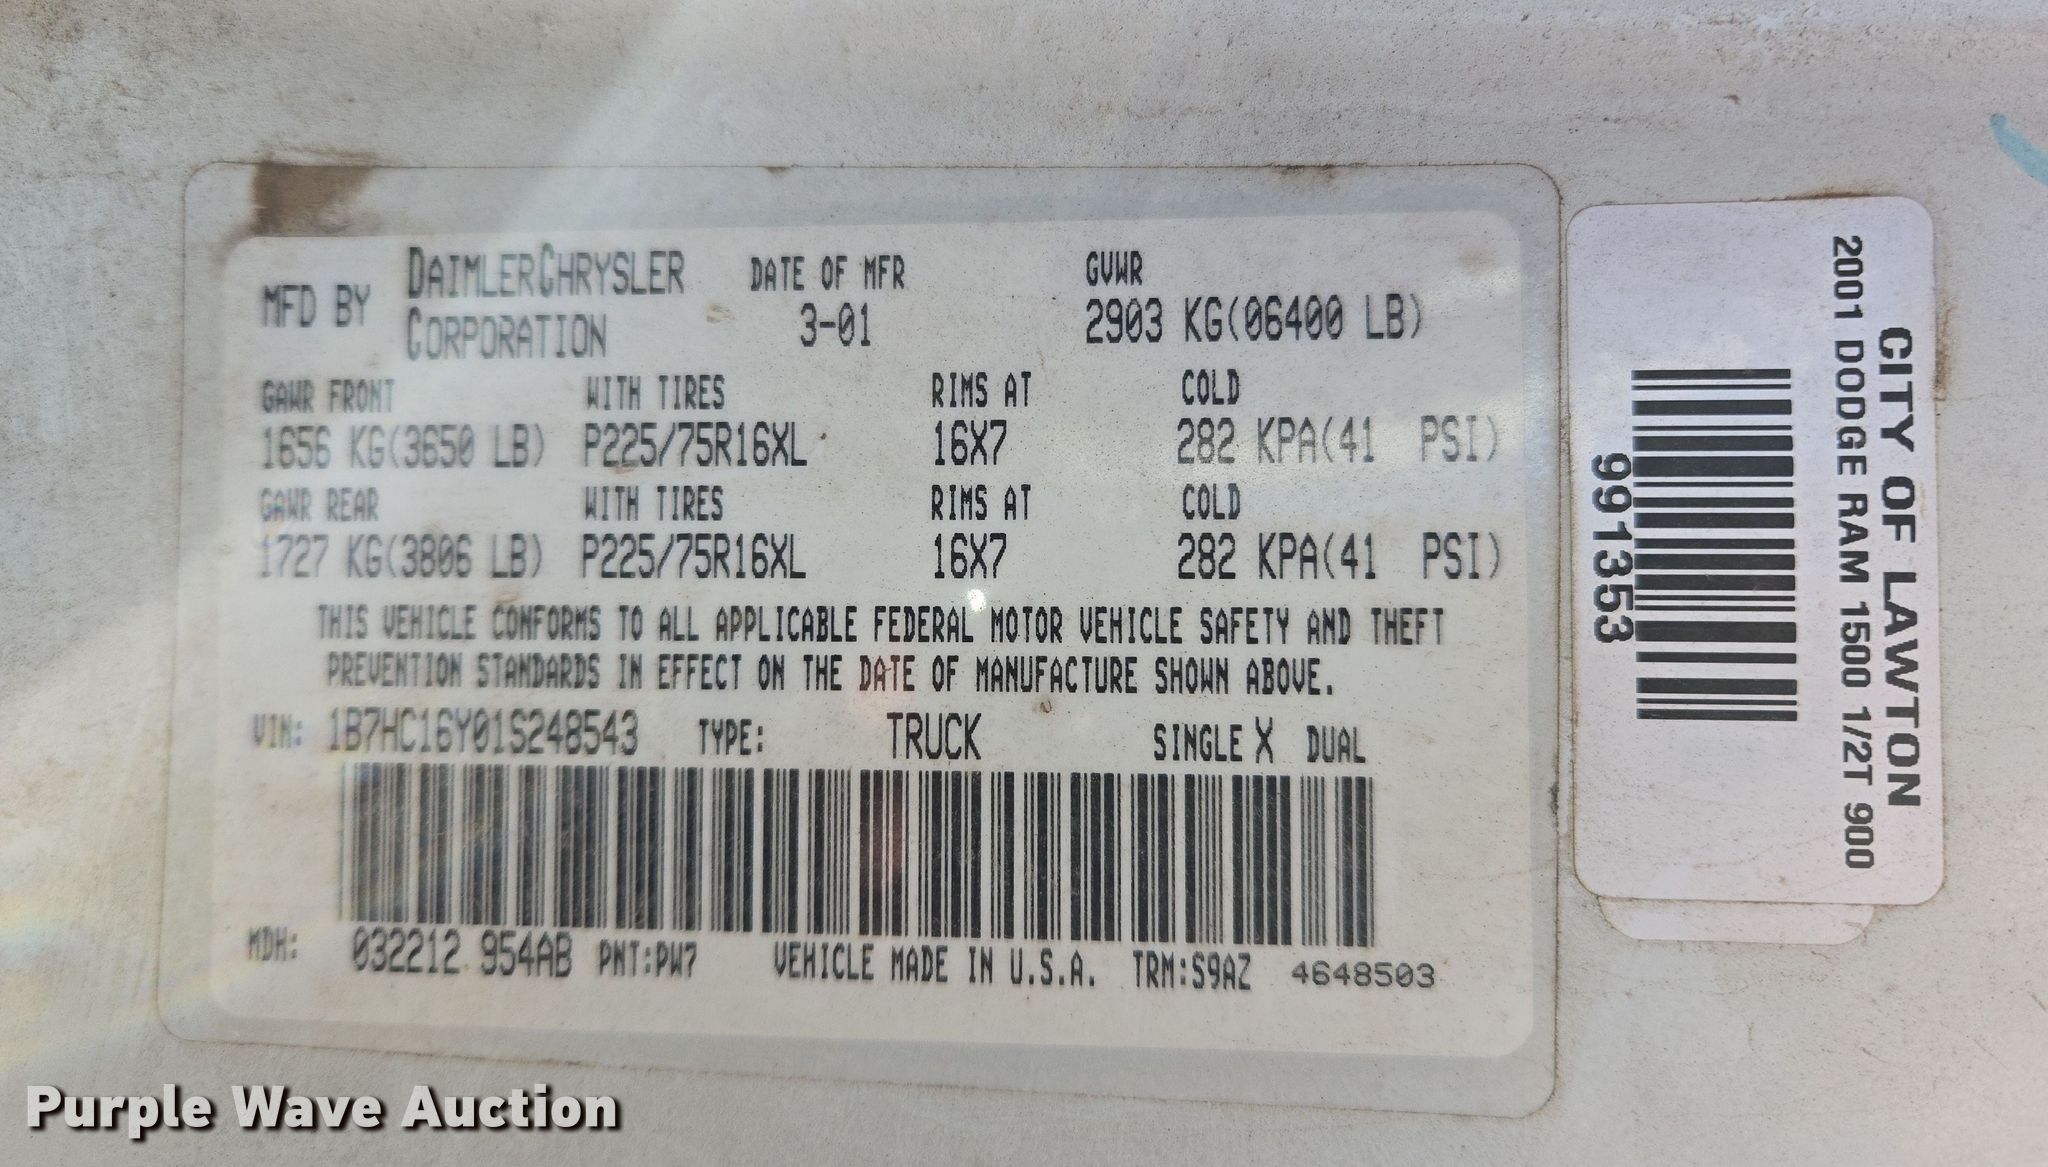 MFD BY DAIMLERCHRYSLER CORPORATION DATE OF MFR 3-01 GVWR 2903 KG(06400 LB)
GAWR FRONT WITH TIRES RIMS AT COLD
1656 KG(3650 LB) P225/75R16XL 16X7 282 KPA(41 PSI)
GAWR REAR WITH TIRES RIMS AT COLD
1727 KG(3806 LB) P225/75R16XL 16X7 282 KPA(41 PSI)
THIS VEHICLE CONFORMS TO ALL APPLICABLE FEDERAL MOTOR VEHICLE SAFETY AND THEFT
PREVENTION STANDARDS IN EFFECT ON THE DATE OF MANUFACTURE SHOWN ABOVE.
VIN: 1B7HC16Y01S248543 TYPE: TRUCK SINGLE X DUAL
MDH: 032212 954AB PNT:PW7 VEHICLE MADE IN U.S.A. TRM:S9AZ 4648503
CITY OF LAWTON
2001 DODGE RAM 1500 1/2T 900
991353
Purple Wave Auction